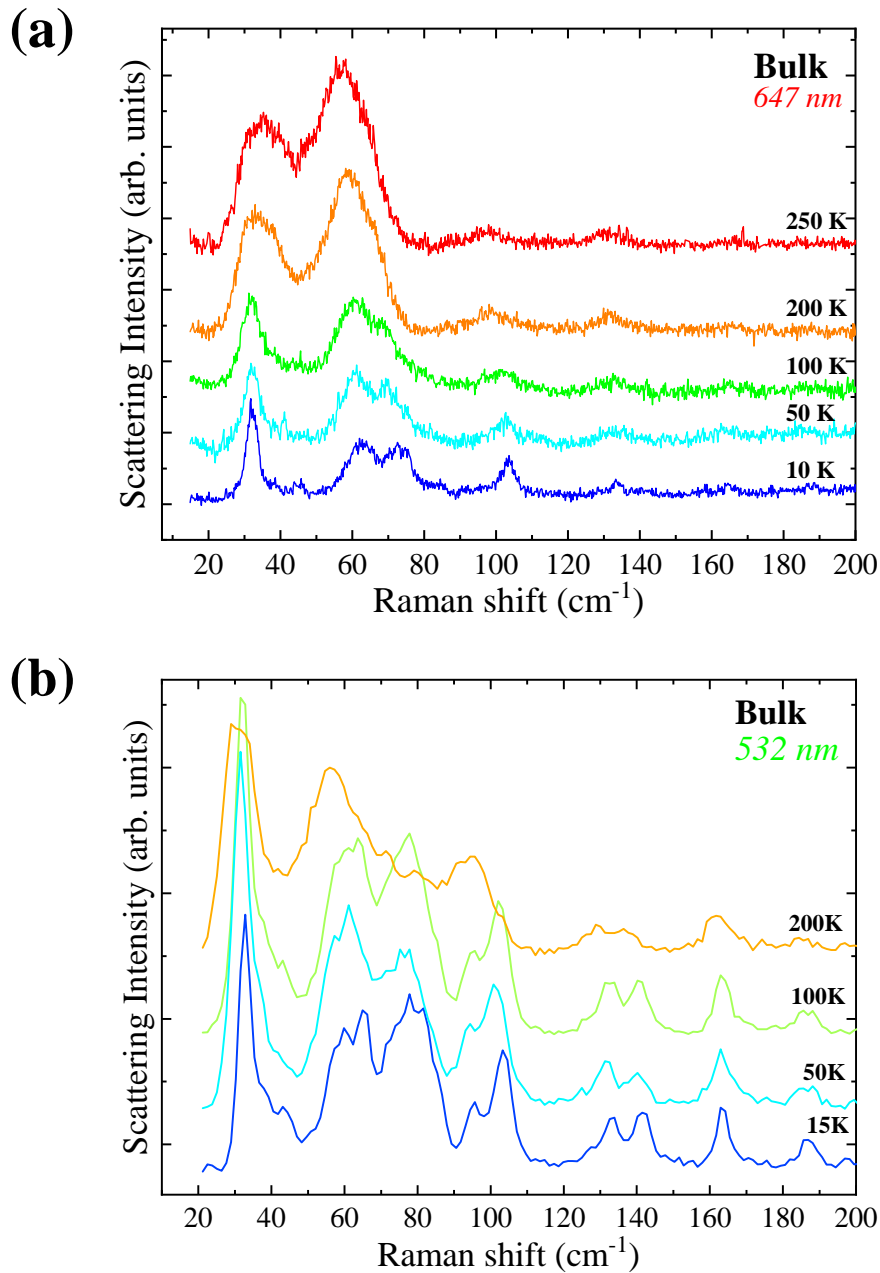 (a)
Bulk
647 nm
Scattering Intensity (arb. units)
250 K
200 K
100 K
50 K
10 K
20 40 60 80 100 120 140 160 180 200
Raman shift (cm⁻¹)
(b)
Bulk
532 nm
Scattering Intensity (arb. units)
200K
100K
50K
15K
20 40 60 80 100 120 140 160 180 200
Raman shift (cm⁻¹)